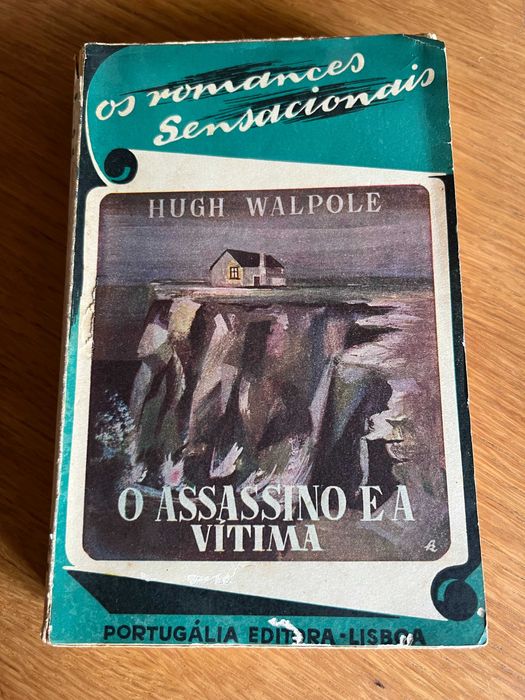 os romances
Sensacionais
HUGH WALPOLE
O ASSASSINO E A
VÍTIMA
PORTUGÁLIA EDITORA · LISBOA